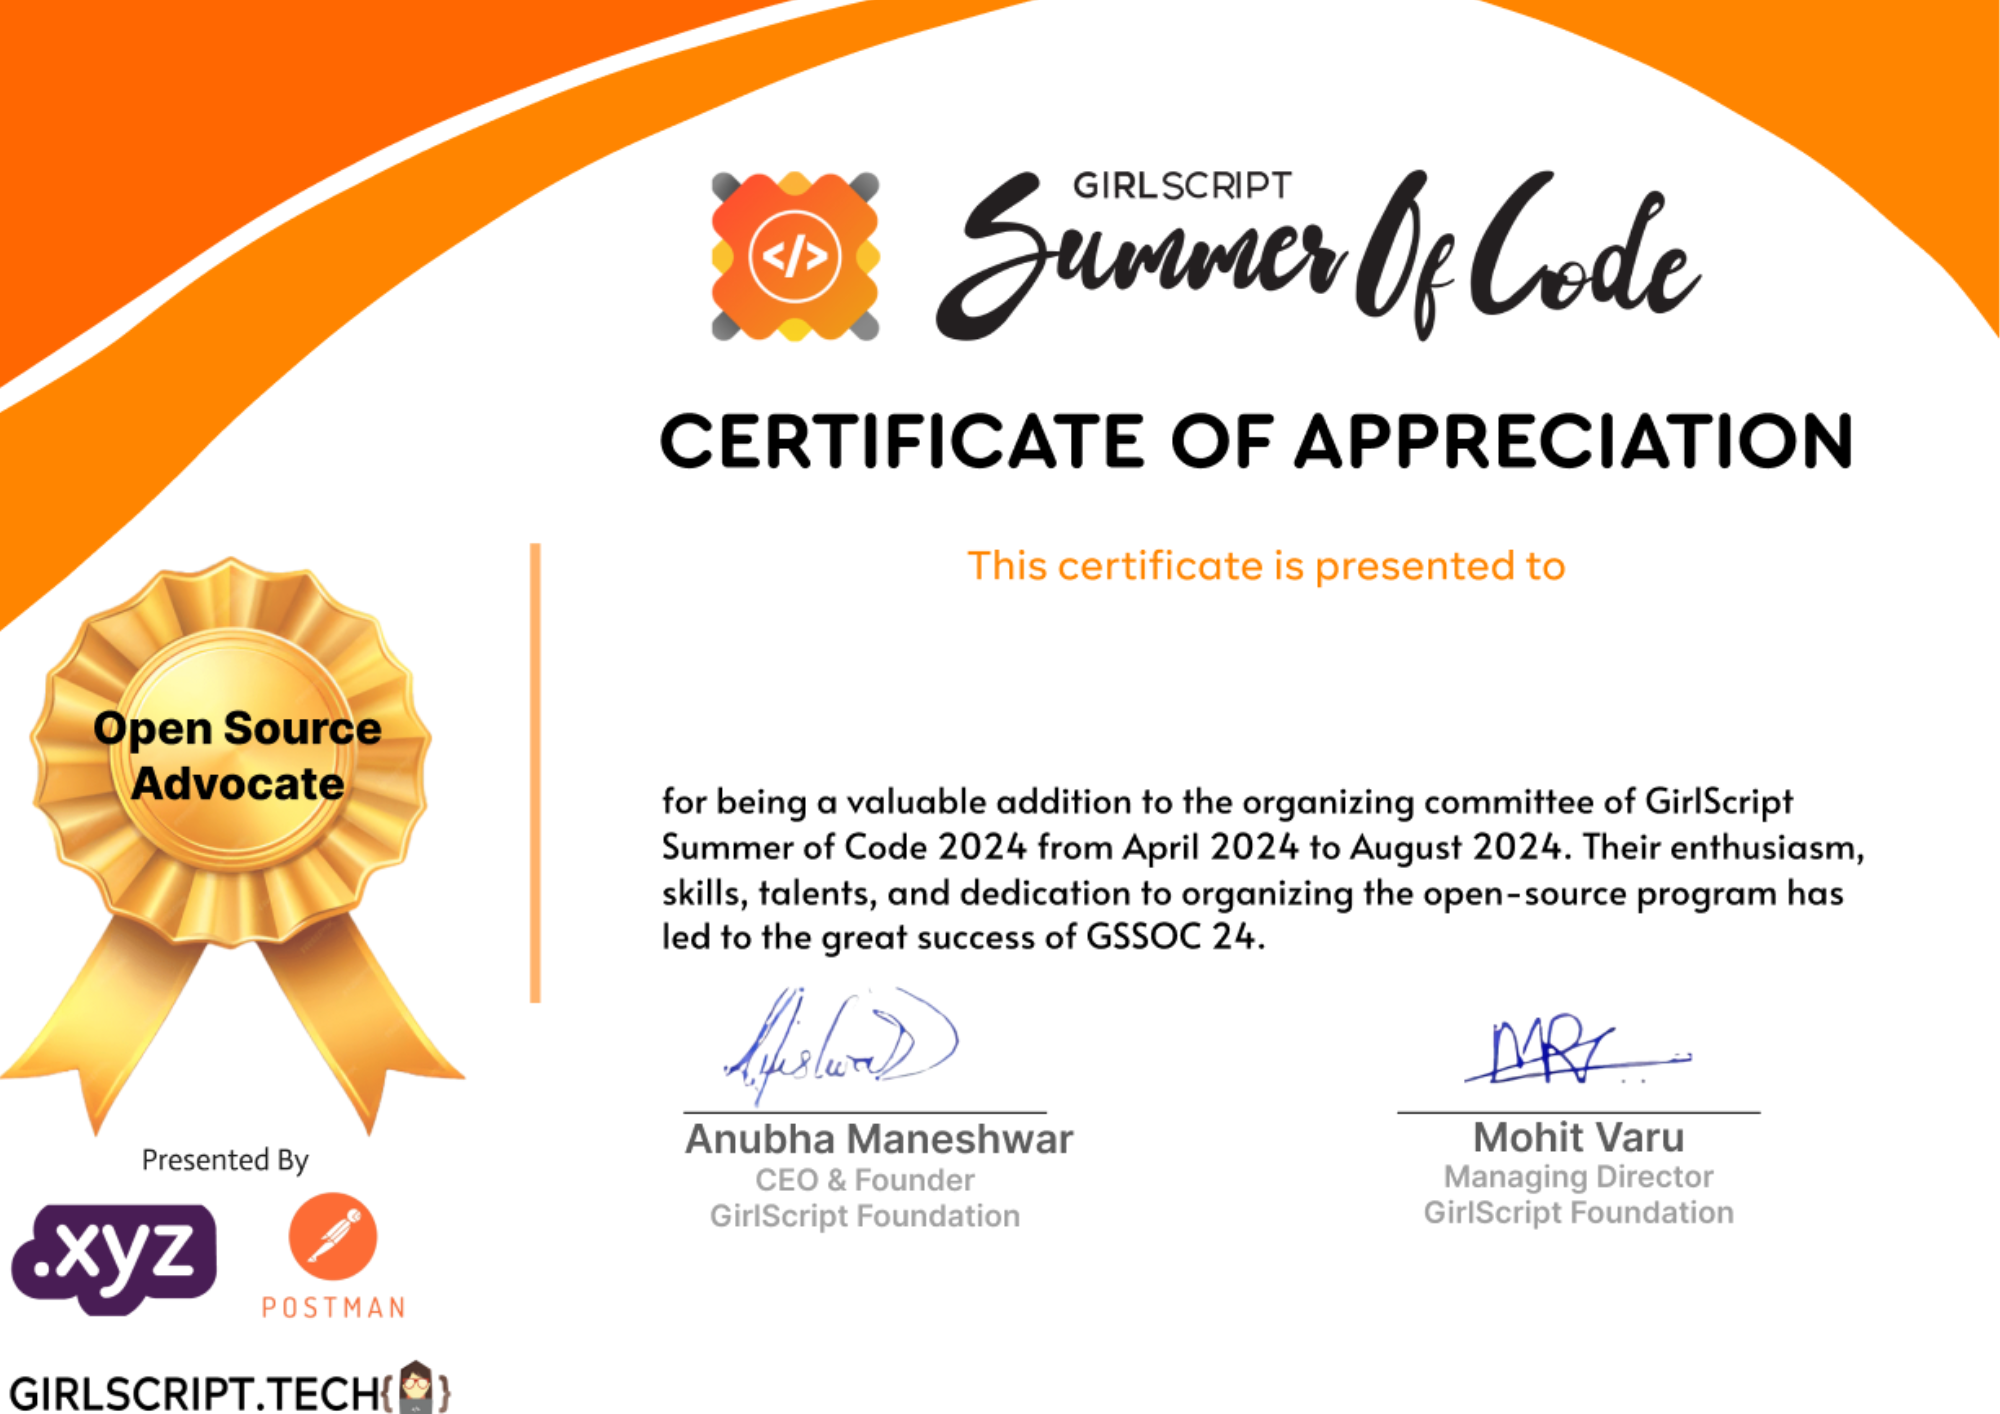 GIRLSCRIPT
Summer Of Code
</>
CERTIFICATE OF APPRECIATION
This certificate is presented to
Open Source
Advocate
for being a valuable addition to the organizing committee of GirlScript
Summer of Code 2024 from April 2024 to August 2024. Their enthusiasm,
skills, talents, and dedication to organizing the open-source program has
led to the great success of GSSOC 24.
Anubha Maneshwar
CEO & Founder
GirlScript Foundation
Mohit Varu
Managing Director
GirlScript Foundation
Presented By
.xyz
POSTMAN
GIRLSCRIPT.TECH{ }